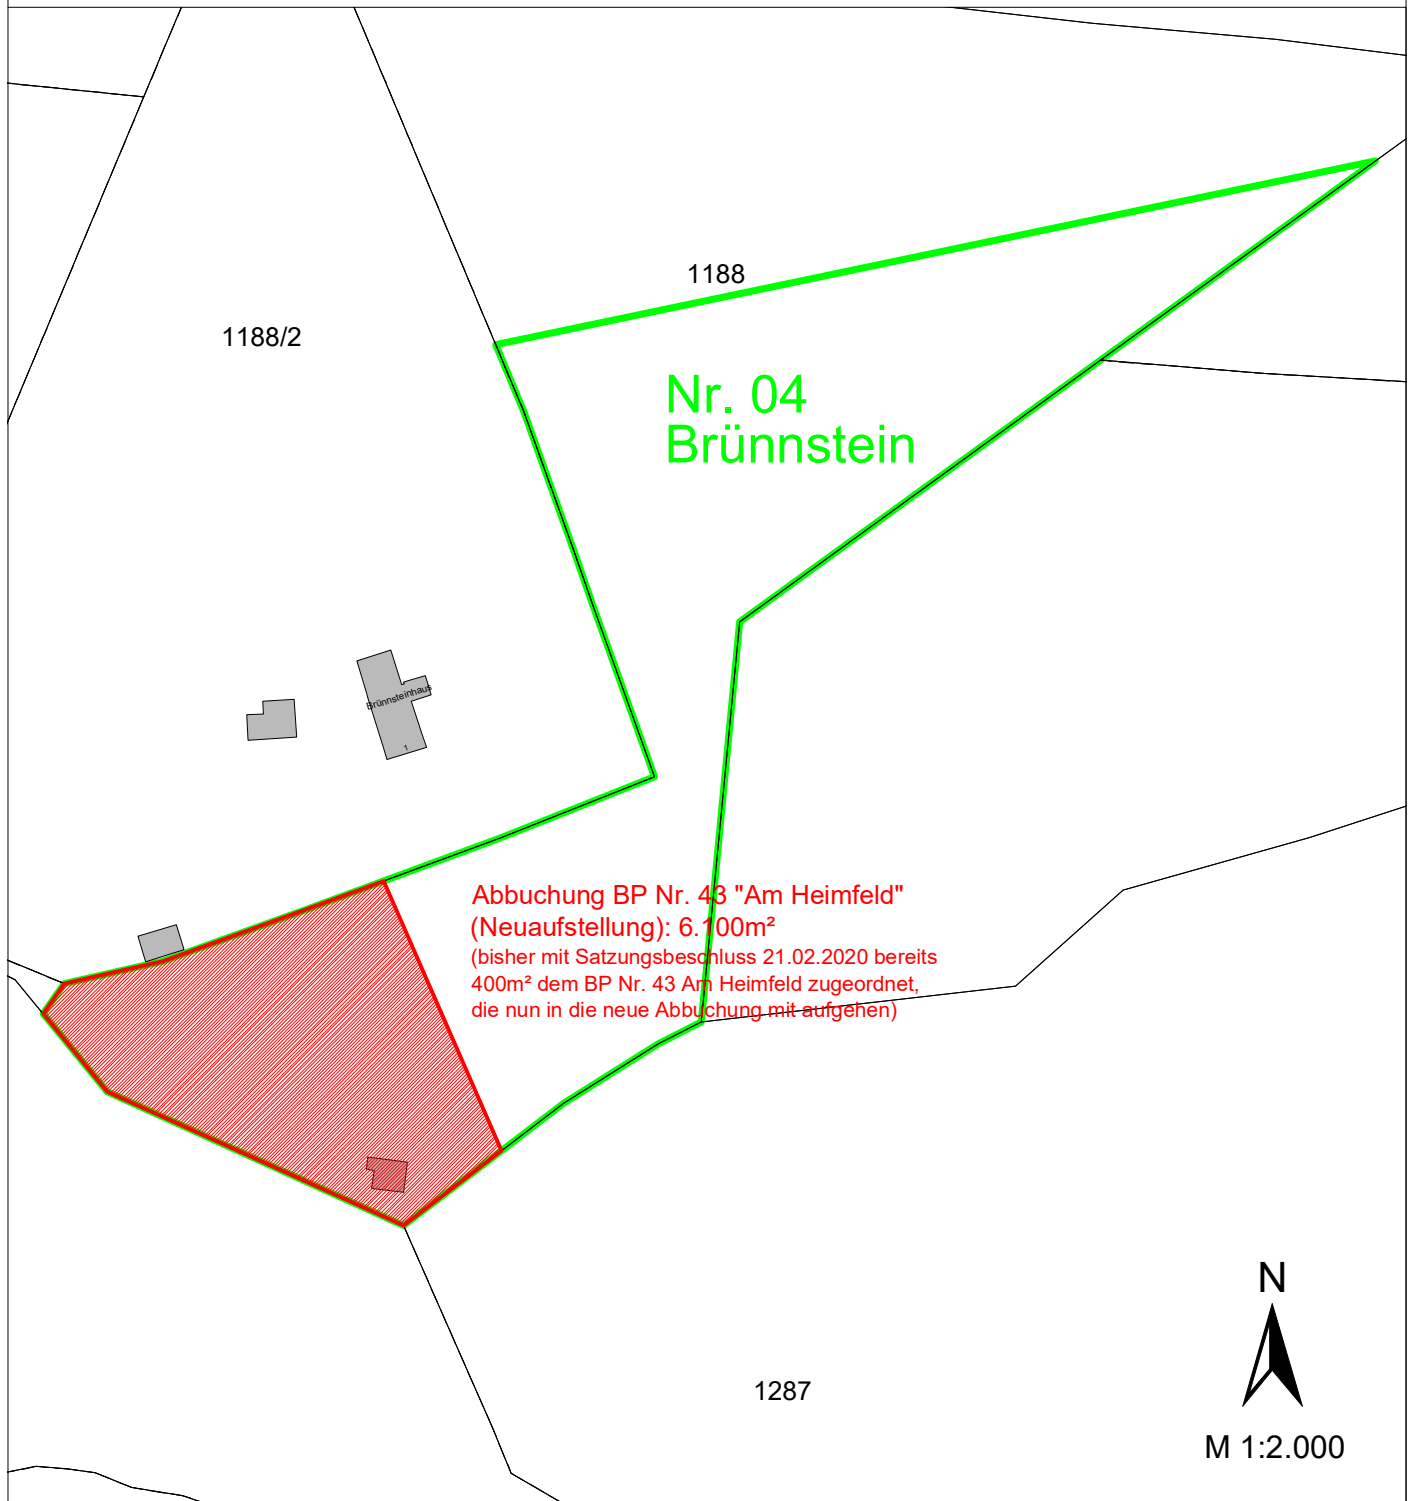 1188
1188/2
Nr. 04
Brünnstein
Brünnsteinhaus
1
Abbuchung BP Nr. 43 "Am Heimfeld"
(Neuaufstellung): 6.100m²
(bisher mit Satzungsbeschluss 21.02.2020 bereits
400m² dem BP Nr. 43 Am Heimfeld zugeordnet,
die nun in die neue Abbuchung mit aufgehen)
N
1287
M 1:2.000